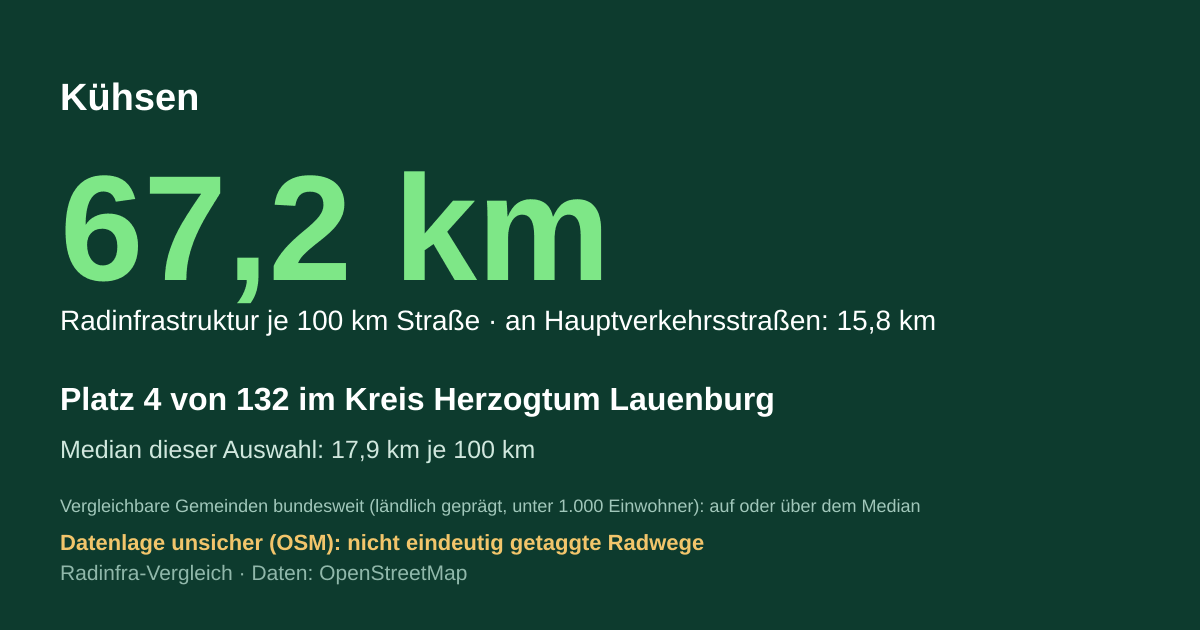 Kühsen
67,2 km
Radinfrastruktur je 100 km Straße · an Hauptverkehrsstraßen: 15,8 km
Platz 4 von 132 im Kreis Herzogtum Lauenburg
Median dieser Auswahl: 17,9 km je 100 km
Vergleichbare Gemeinden bundesweit (ländlich geprägt, unter 1.000 Einwohner): auf oder über dem Median
Datenlage unsicher (OSM): nicht eindeutig getaggte Radwege
Radinfra-Vergleich · Daten: OpenStreetMap